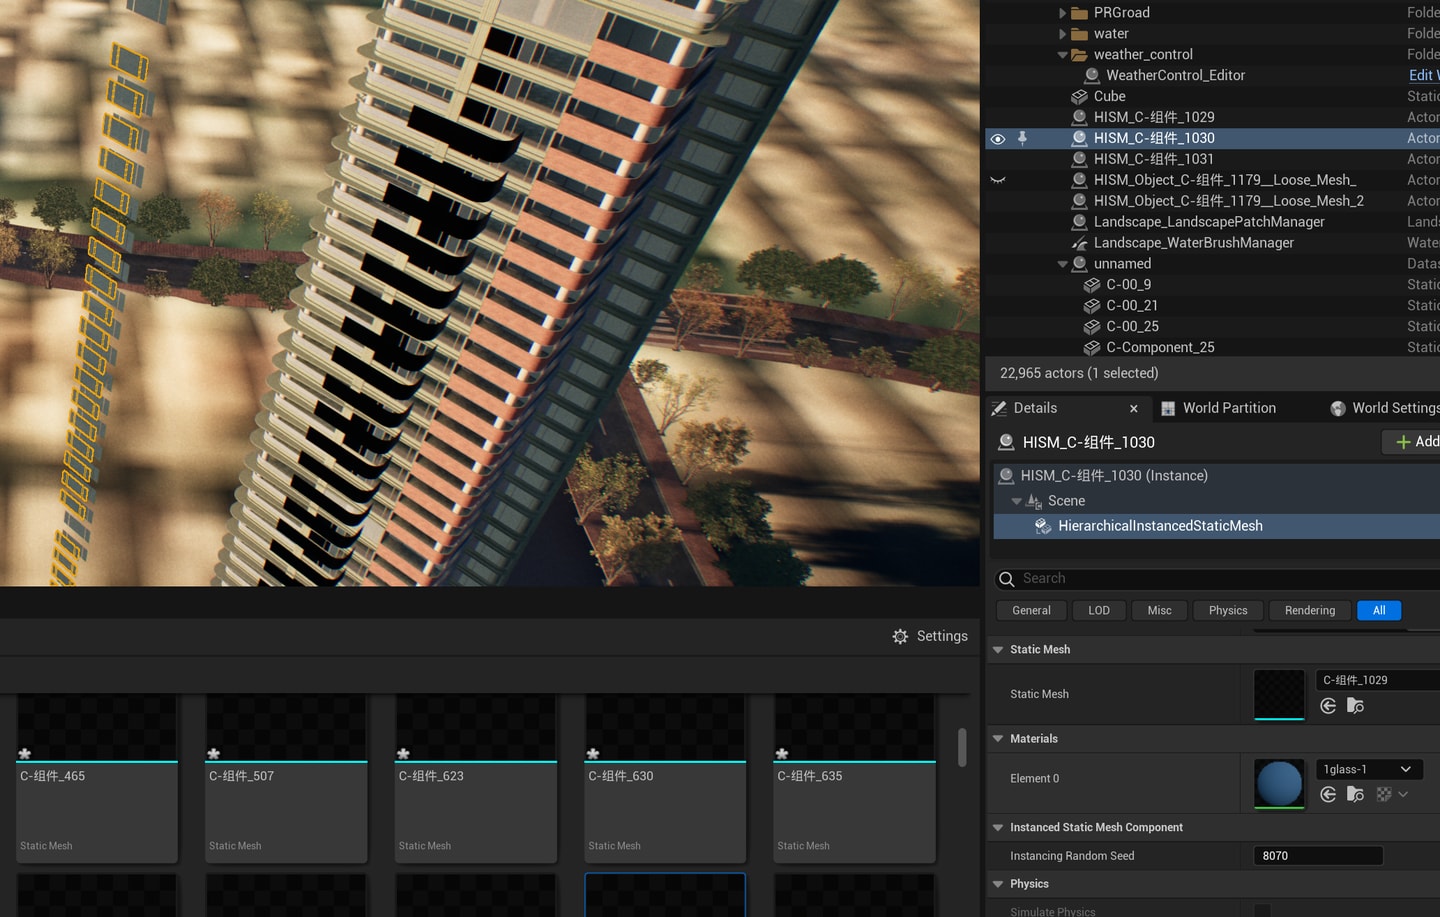 PRGroad
Folde
water
Folde
weather_control
Folde
WeatherControl_Editor
Edit W
Cube
Static
HISM_C-组件_1029
Actor
HISM_C-组件_1030
Actor
HISM_C-组件_1031
Actor
HISM_Object_C-组件_1179__Loose_Mesh_
Actor
HISM_Object_C-组件_1179__Loose_Mesh_2
Actor
Landscape_LandscapePatchManager
Lands
Landscape_WaterBrushManager
Water
unnamed
Datas
C-00_9
Static
C-00_21
Static
C-00_25
Static
C-Component_25
Static
22,965 actors (1 selected)
Details
World Partition
World Settings
HISM_C-组件_1030
Add
HISM_C-组件_1030 (Instance)
Scene
HierarchicalInstancedStaticMesh
Search
General
LOD
Misc
Physics
Rendering
All
Static Mesh
Static Mesh
C-组件_1029
Materials
Element 0
1glass-1
Instanced Static Mesh Component
Instancing Random Seed
8070
Physics
Simulate Physics
Settings
C-组件_465
C-组件_507
C-组件_623
C-组件_630
C-组件_635
Static Mesh
Static Mesh
Static Mesh
Static Mesh
Static Mesh